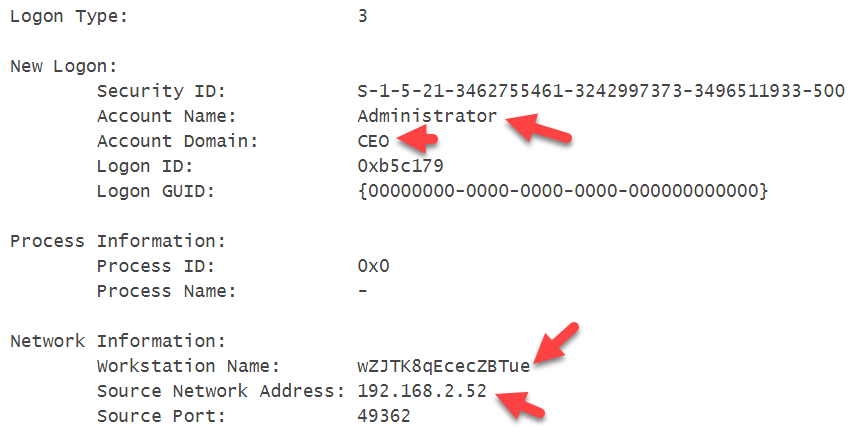 Logon Type: 3
New Logon:
Security ID: S-1-5-21-3462755461-3242997373-3496511933-500
Account Name: Administrator
Account Domain: CEO
Logon ID: 0xb5c179
Logon GUID: {00000000-0000-0000-0000-000000000000}
Process Information:
Process ID: 0x0
Process Name: -
Network Information:
Workstation Name: wZJTK8qEcecZBTue
Source Network Address: 192.168.2.52
Source Port: 49362